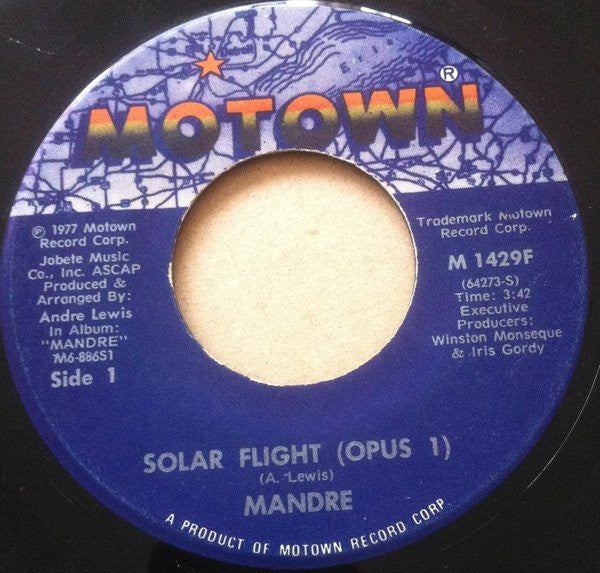 MOTOWN ®
℗ 1977 Motown
Record Corp.
Jobete Music
Co., Inc. ASCAP
Produced &
Arranged By:
Andre Lewis
In Album:
"MANDRE"
M6-886S1
Side 1
Trademark Motown
Record Corp.
M 1429F
(64273-S)
Time: 3:42
Executive
Producers:
Winston Monseque
& Iris Gordy
SOLAR FLIGHT (OPUS 1)
(A. Lewis)
MANDRE
A PRODUCT OF MOTOWN RECORD CORP